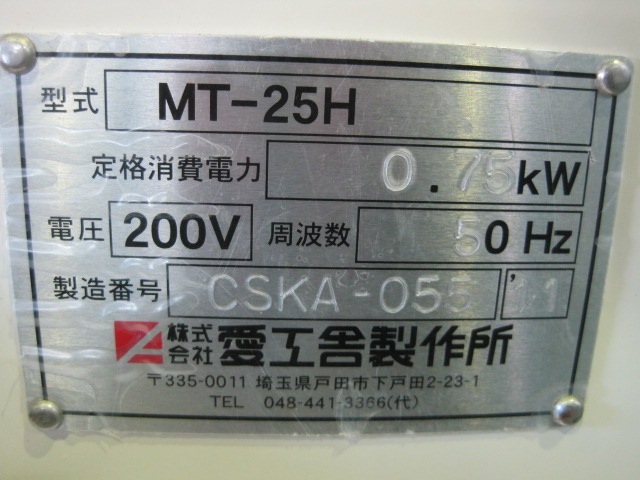 型式 MT-25H
定格消費電力 0.75kW
電圧 200V 周波数 50 Hz
製造番号 CSKA-055 '11
株式会社 愛工舎製作所
〒335-0011 埼玉県戸田市下戸田2-23-1
TEL 048-441-3366(代)